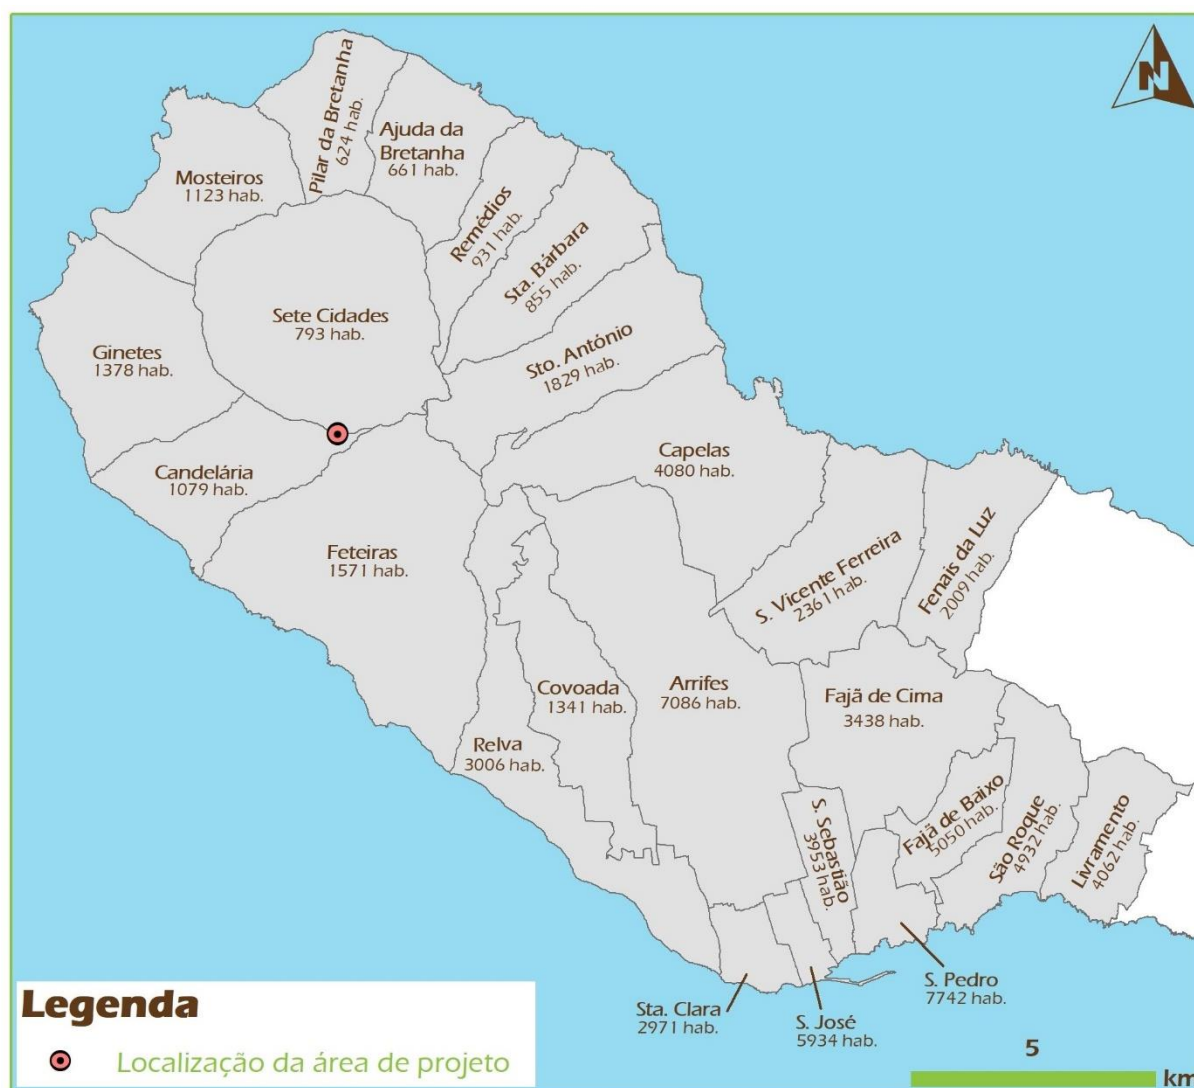 N
Pilar da Bretanha
624 hab.
Ajuda da
Bretanha
661 hab.
Mosteiros
1123 hab.
Remédios
931 hab.
Sta. Bárbara
855 hab.
Sete Cidades
793 hab.
Ginetes
1378 hab.
Sto. António
1829 hab.
Candelária
1079 hab.
Capelas
4080 hab.
Feteiras
1571 hab.
S. Vicente Ferreira
2361 hab.
Fenais da Luz
2009 hab.
Covoada
1341 hab.
Arrifes
7086 hab.
Fajã de Cima
3438 hab.
Relva
3006 hab.
S. Sebastião
3953 hab.
Fajã de Baixo
5050 hab.
São Roque
4932 hab.
Livramento
4062 hab.
S. Pedro
7742 hab.
Sta. Clara
2971 hab.
S. José
5934 hab.
Legenda
Localização da área de projeto
5
km